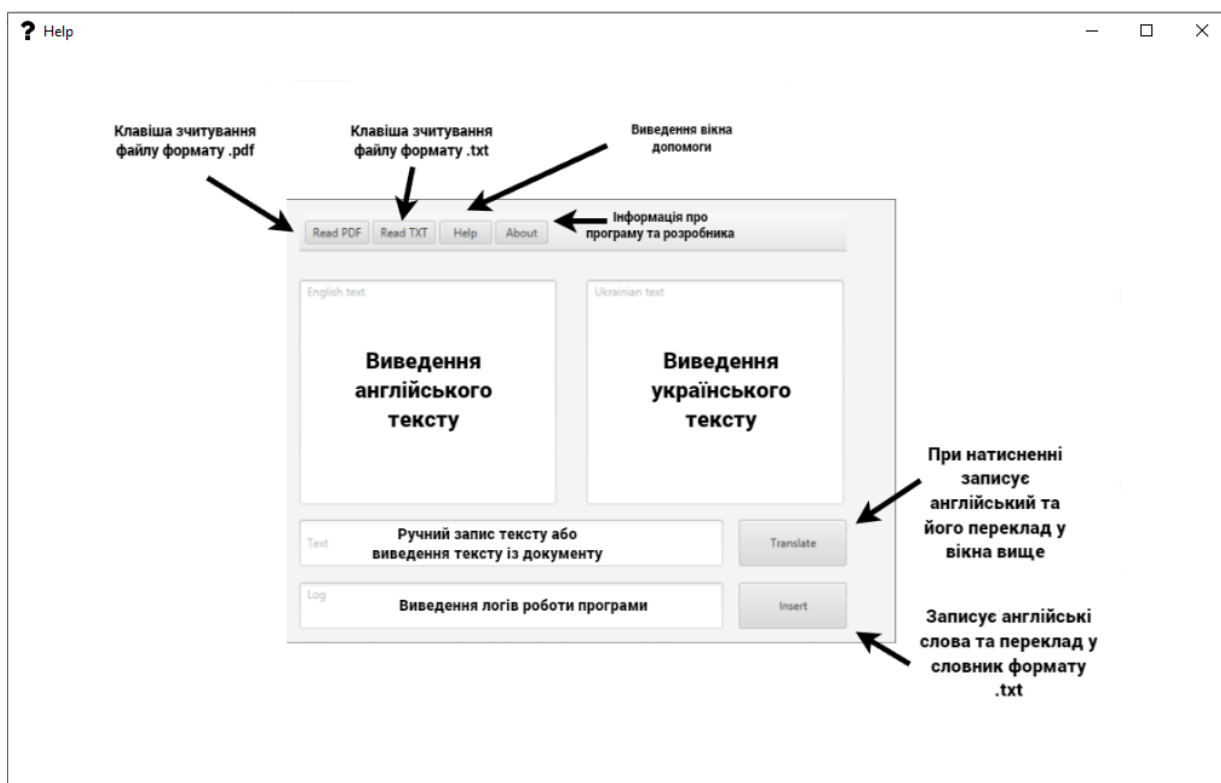 Help
Клавіша зчитування
файлу формату .pdf
Клавіша зчитування
файлу формату .txt
Виведення вікна
допомоги
Read PDF
Read TXT
Help
About
Інформація про
програму та розробника
English text
Виведення
англійського
тексту
Ukrainian text
Виведення
українського
тексту
При натисненні
записує
англійський та
його переклад у
вікна вище
Text
Ручний запис тексту або
виведення тексту із документу
Translate
Log
Виведення логів роботи програми
Insert
Записує англійські
слова та переклад у
словник формату
.txt